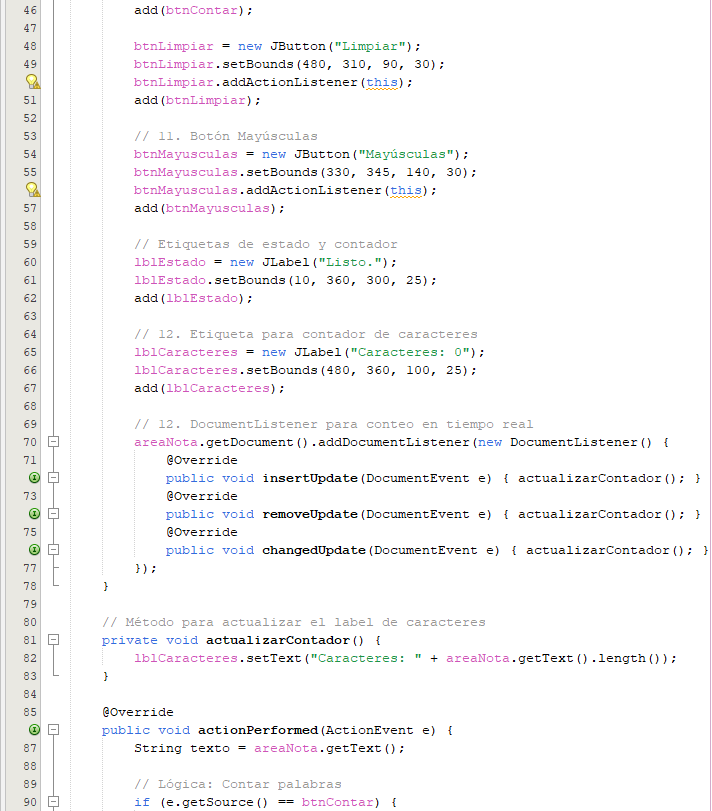 46 add(btnContar);
47
48 btnLimpiar = new JButton("Limpiar");
49 btnLimpiar.setBounds(480, 310, 90, 30);
btnLimpiar.addActionListener(this);
51 add(btnLimpiar);
52
53 // 11. Botón Mayúsculas
54 btnMayusculas = new JButton("Mayúsculas");
55 btnMayusculas.setBounds(330, 345, 140, 30);
btnMayusculas.addActionListener(this);
57 add(btnMayusculas);
58
59 // Etiquetas de estado y contador
60 lblEstado = new JLabel("Listo.");
61 lblEstado.setBounds(10, 360, 300, 25);
62 add(lblEstado);
63
64 // 12. Etiqueta para contador de caracteres
65 lblCaracteres = new JLabel("Caracteres: 0");
66 lblCaracteres.setBounds(480, 360, 100, 25);
67 add(lblCaracteres);
68
69 // 12. DocumentListener para conteo en tiempo real
70 areaNota.getDocument().addDocumentListener(new DocumentListener() {
71 @Override
public void insertUpdate(DocumentEvent e) { actualizarContador(); }
73 @Override
public void removeUpdate(DocumentEvent e) { actualizarContador(); }
75 @Override
public void changedUpdate(DocumentEvent e) { actualizarContador(); }
77 });
78 }
79
80 // Método para actualizar el label de caracteres
81 private void actualizarContador() {
82 lblCaracteres.setText("Caracteres: " + areaNota.getText().length());
83 }
84
85 @Override
public void actionPerformed(ActionEvent e) {
87 String texto = areaNota.getText();
88
89 // Lógica: Contar palabras
90 if (e.getSource() == btnContar) {